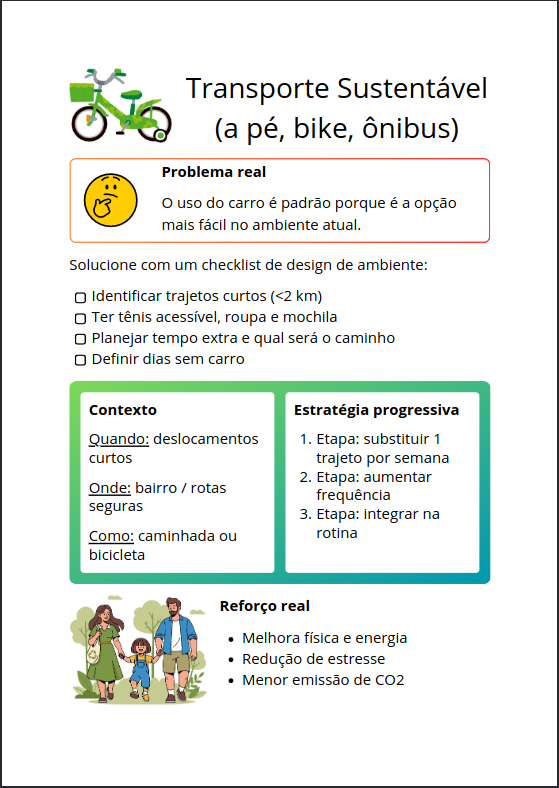 Transporte Sustentável
(a pé, bike, ônibus)
Problema real
O uso do carro é padrão porque é a opção
mais fácil no ambiente atual.
Solucione com um checklist de design de ambiente:
Identificar trajetos curtos (<2 km)
Ter tênis acessível, roupa e mochila
Planejar tempo extra e qual será o caminho
Definir dias sem carro
Contexto
Quando: deslocamentos
curtos
Onde: bairro / rotas
seguras
Como: caminhada ou
bicicleta
Estratégia progressiva
1. Etapa: substituir 1
trajeto por semana
2. Etapa: aumentar
frequência
3. Etapa: integrar na
rotina
Reforço real
• Melhora física e energia
• Redução de estresse
• Menor emissão de CO2